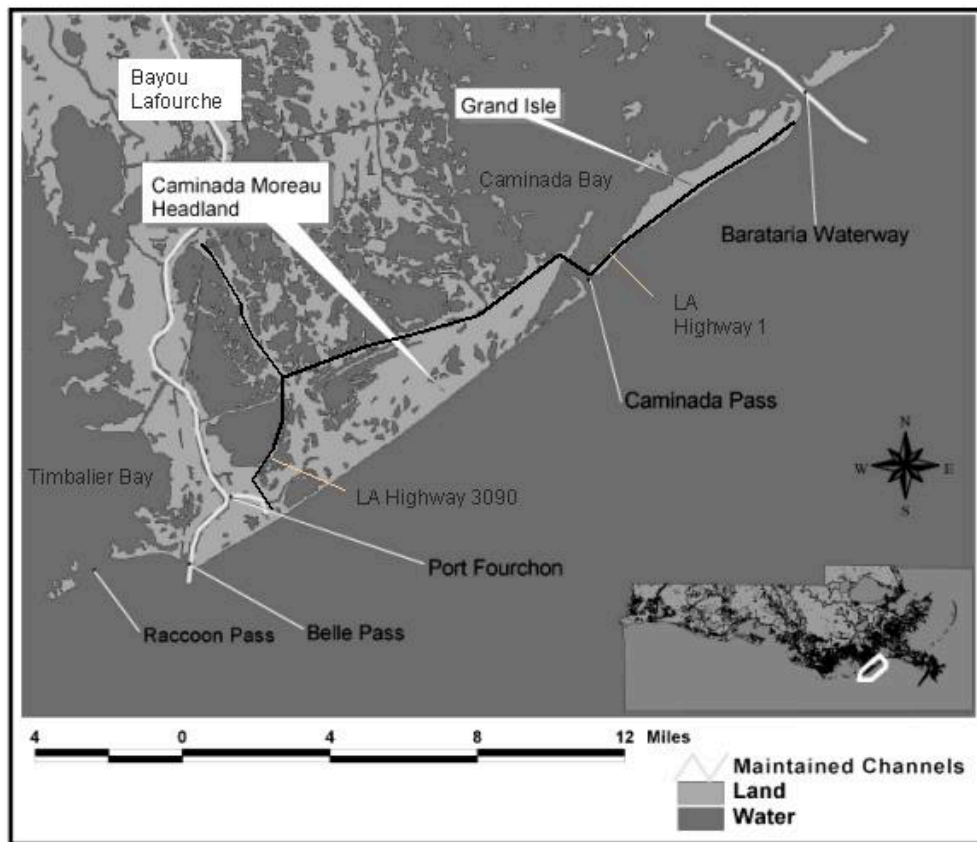 Bayou
Lafourche
Grand Isle
Caminada Bay
Caminada Moreau
Headland
Barataria Waterway
LA
Highway 1
Caminada Pass
N
W
E
S
Timbalier Bay
LA Highway 3090
Port Fourchon
Raccoon Pass
Belle Pass
4 0 4 8 12 Miles
Maintained Channels
Land
Water